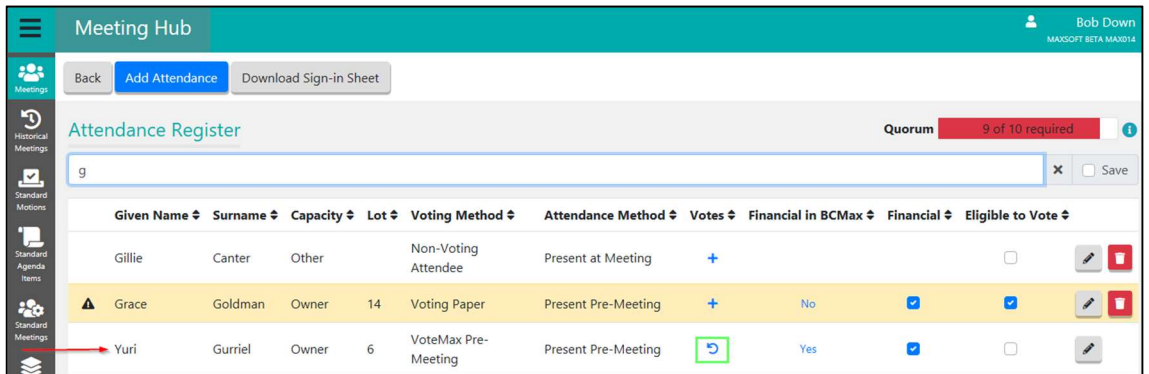 Meeting Hub
Bob Down
MAXSOFT BETA MAX014
Meetings
Back
Add Attendance
Download Sign-in Sheet
Historical
Meetings
Attendance Register
Quorum
9 of 10 required
g
Save
Standard
Motions
Given Name Surname Capacity Lot Voting Method Attendance Method Votes Financial in BCMax Financial Eligible to Vote
Standard
Agenda
Items
Gillie Canter Other Non-Voting Present at Meeting
Attendee
Grace Goldman Owner 14 Voting Paper Present Pre-Meeting No
Standard
Meetings
Yuri Gurriel Owner 6 VoteMax Pre- Present Pre-Meeting Yes
Meeting